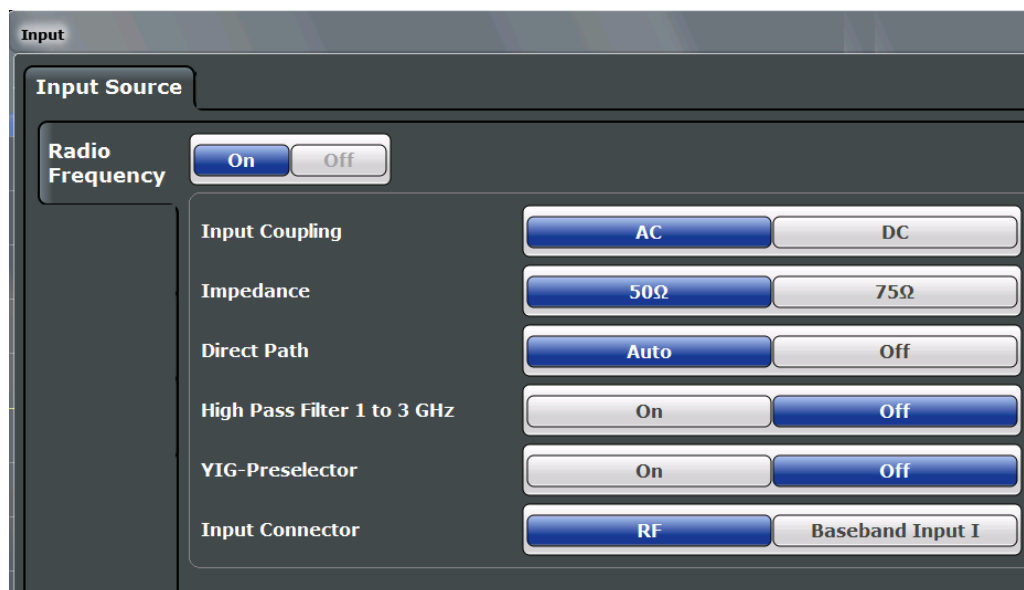 Input
Input Source
Radio
Frequency
On Off
Input Coupling AC DC
Impedance 50Ω 75Ω
Direct Path Auto Off
High Pass Filter 1 to 3 GHz On Off
YIG-Preselector On Off
Input Connector RF Baseband Input I